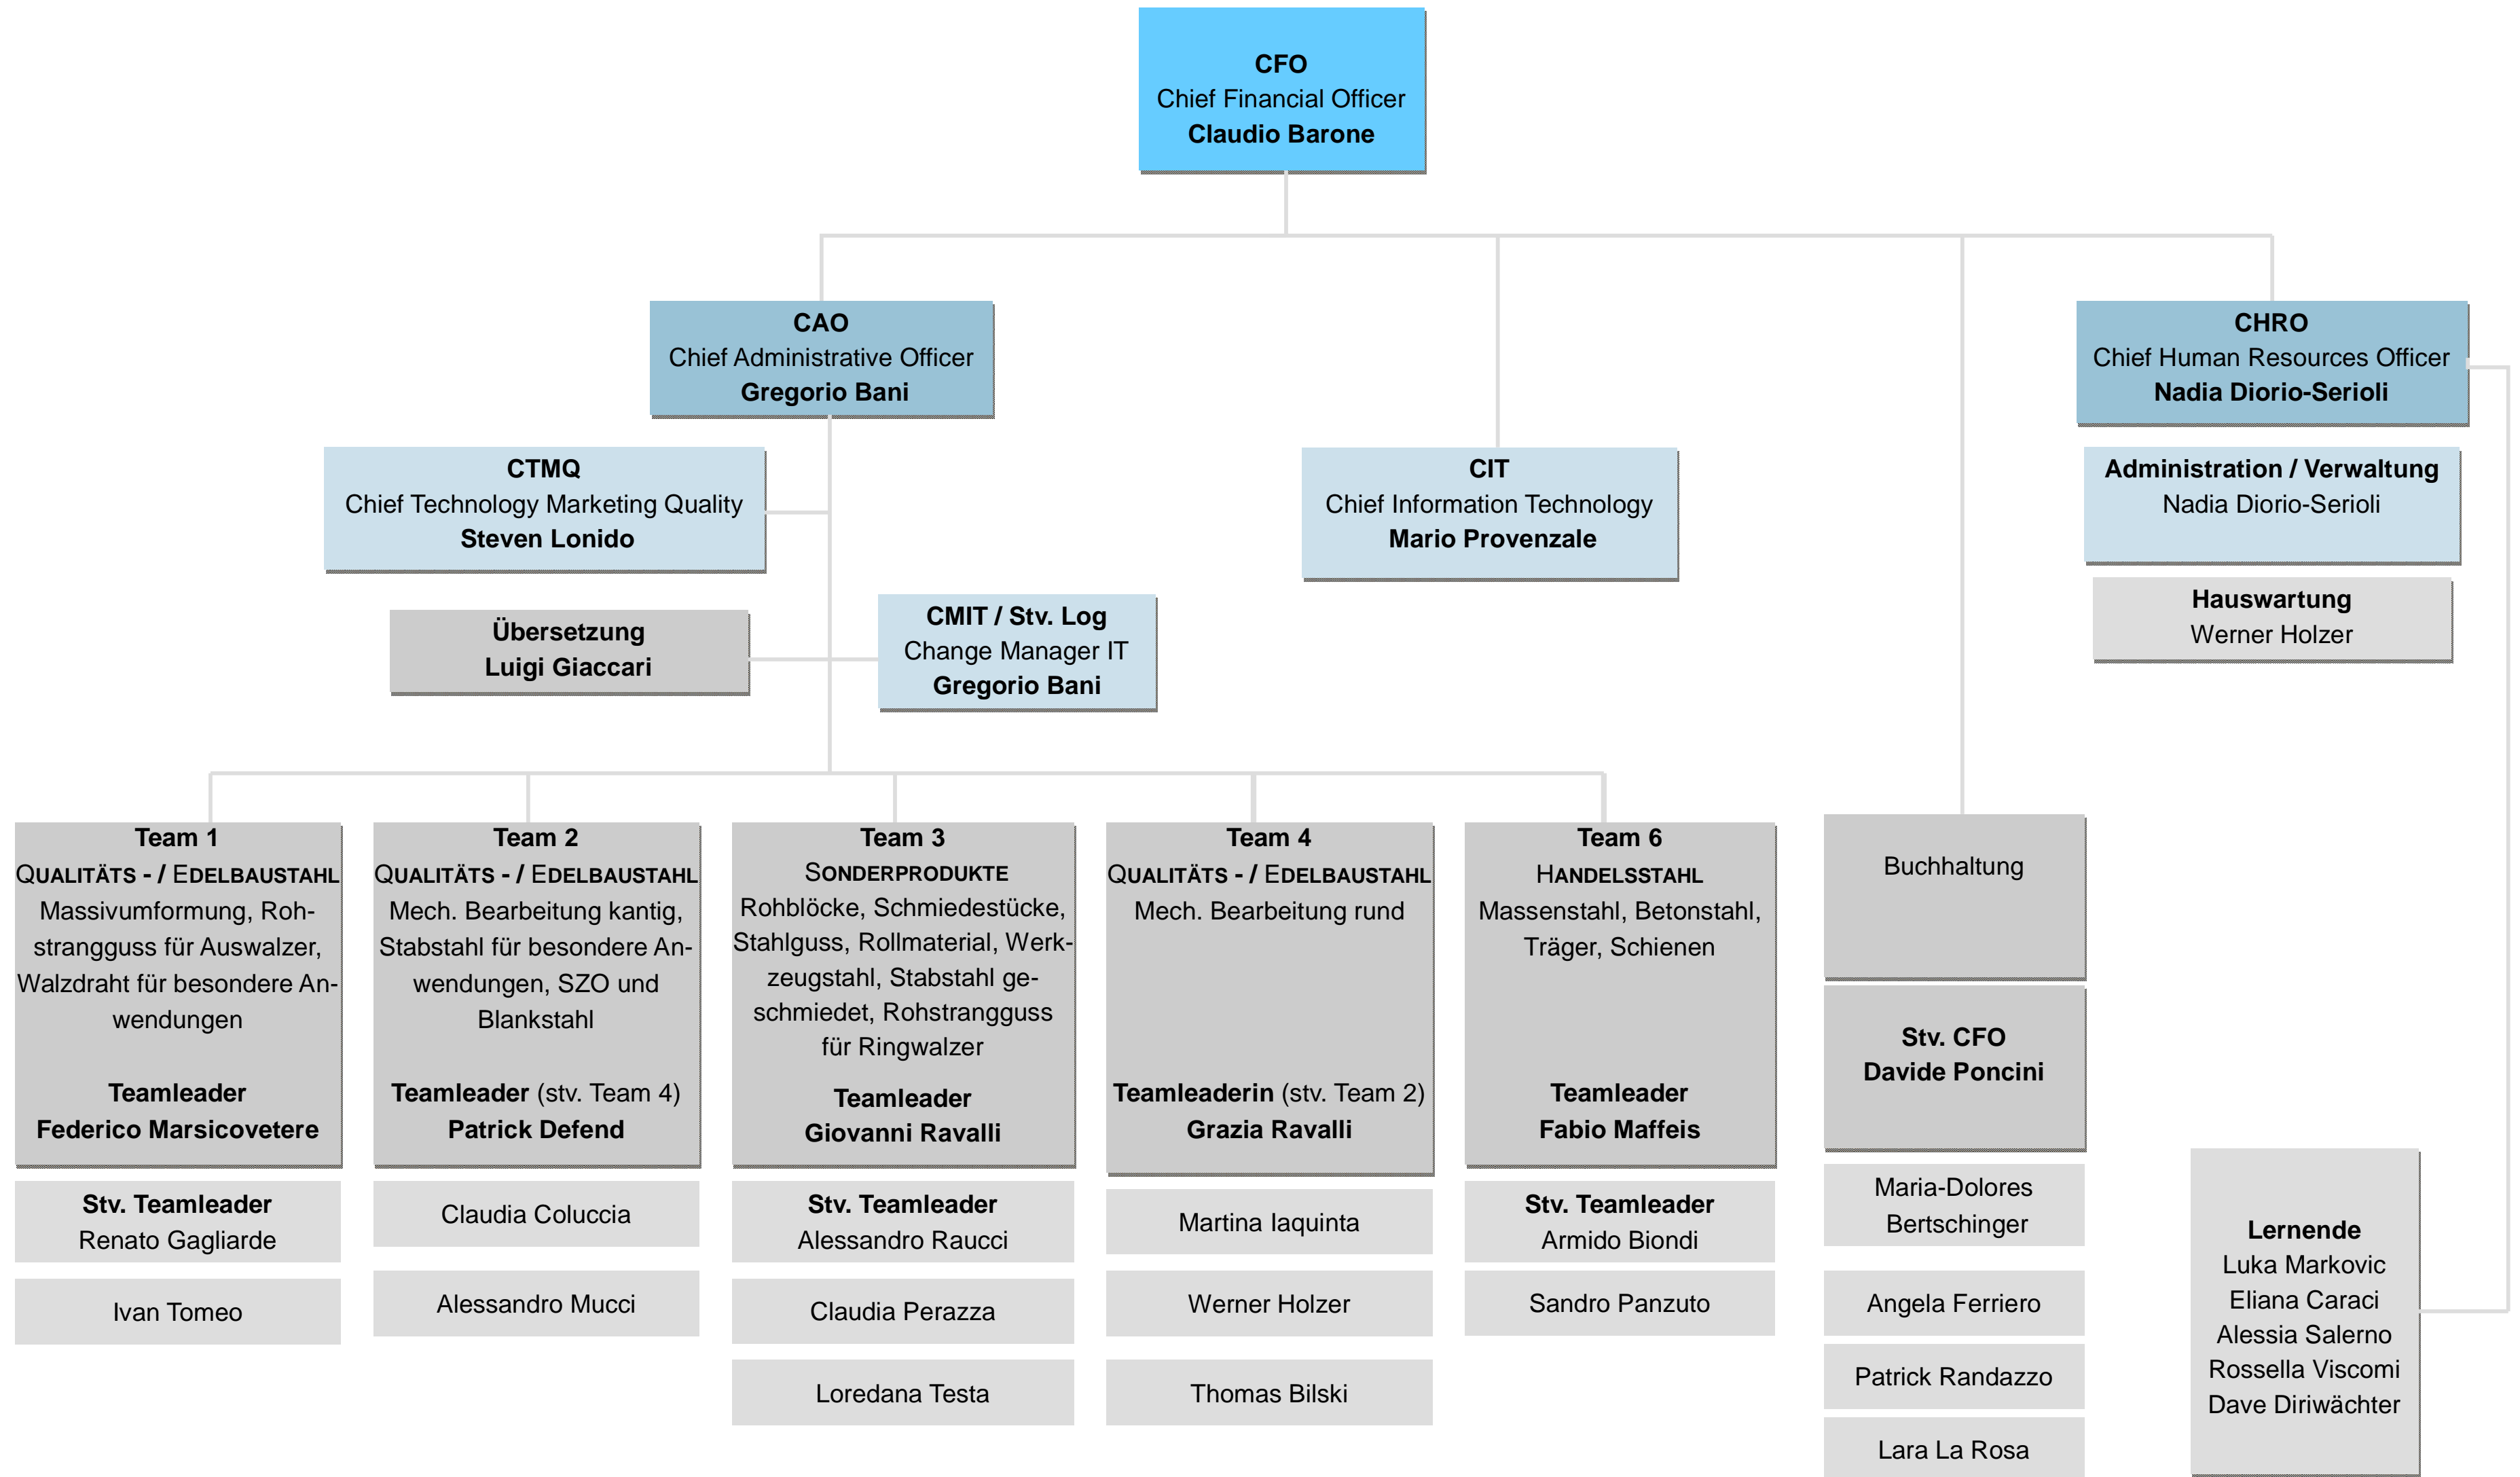 CFO
Chief Financial Officer
Claudio Barone
CAO
Chief Administrative Officer
Gregorio Bani
CHRO
Chief Human Resources Officer
Nadia Diorio-Serioli
CTMQ
Chief Technology Marketing Quality
Steven Lonido
CIT
Chief Information Technology
Mario Provenzale
Administration / Verwaltung
Nadia Diorio-Serioli
Hauswartung
Werner Holzer
Übersetzung
Luigi Giaccari
CMIT / Stv. Log
Change Manager IT
Gregorio Bani
Team 1
QUALITÄTS - / EDELBAUSTAHL
Massivumformung, Roh-
strangguss für Auswalzer,
Walzdraht für besondere An-
wendungen
Teamleader
Federico Marsicovetere
Stv. Teamleader
Renato Gagliarde
Ivan Tomeo
Team 2
QUALITÄTS - / EDELBAUSTAHL
Mech. Bearbeitung kantig,
Stabstahl für besondere An-
wendungen, SZO und
Blankstahl
Teamleader (stv. Team 4)
Patrick Defend
Claudia Coluccia
Alessandro Mucci
Team 3
SONDERPRODUKTE
Rohblöcke, Schmiedestücke,
Stahlguss, Rollmaterial, Werk-
zeugstahl, Stabstahl ge-
schmiedet, Rohstrangguss
für Ringwalzer
Teamleader
Giovanni Ravalli
Stv. Teamleader
Alessandro Raucci
Claudia Perazza
Loredana Testa
Team 4
QUALITÄTS - / EDELBAUSTAHL
Mech. Bearbeitung rund
Teamleaderin (stv. Team 2)
Grazia Ravalli
Martina Iaquinta
Werner Holzer
Thomas Bilski
Team 6
HANDELSSTAHL
Massenstahl, Betonstahl,
Träger, Schienen
Teamleader
Fabio Maffeis
Stv. Teamleader
Armido Biondi
Sandro Panzuto
Buchhaltung
Stv. CFO
Davide Poncini
Maria-Dolores
Bertschinger
Angela Ferriero
Patrick Randazzo
Lara La Rosa
Lernende
Luka Markovic
Eliana Caraci
Alessia Salerno
Rossella Viscomi
Dave Diriwächter